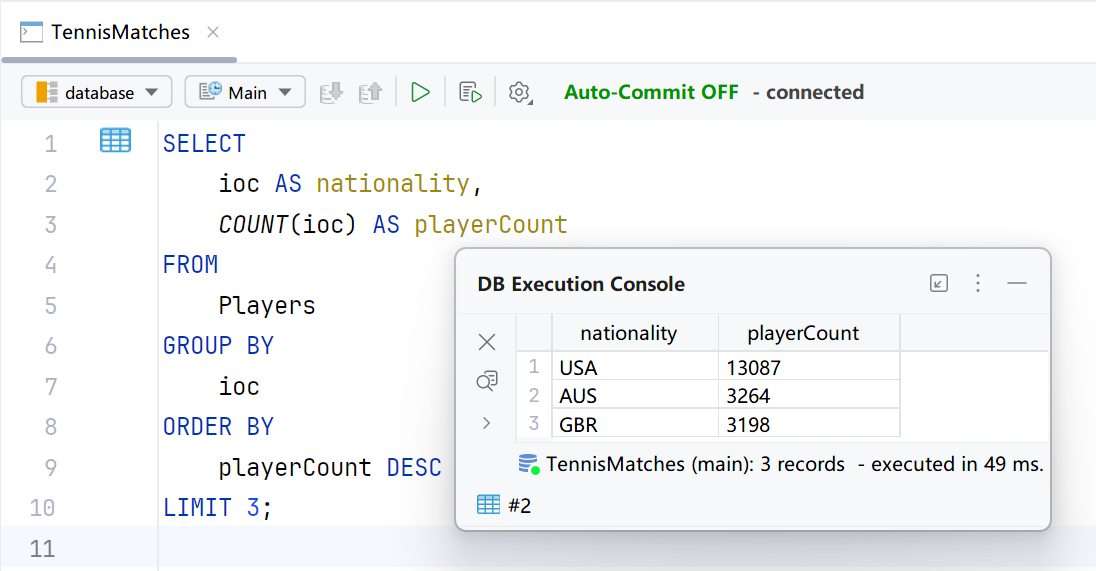 TennisMatches
database Main Auto-Commit OFF - connected
1 SELECT
2 ioc AS nationality,
3 COUNT(ioc) AS playerCount
4 FROM
5 Players
6 GROUP BY
7 ioc
8 ORDER BY
9 playerCount DESC
10 LIMIT 3;
11
DB Execution Console
nationality playerCount
1 USA 13087
2 AUS 3264
3 GBR 3198
TennisMatches (main): 3 records - executed in 49 ms.
#2